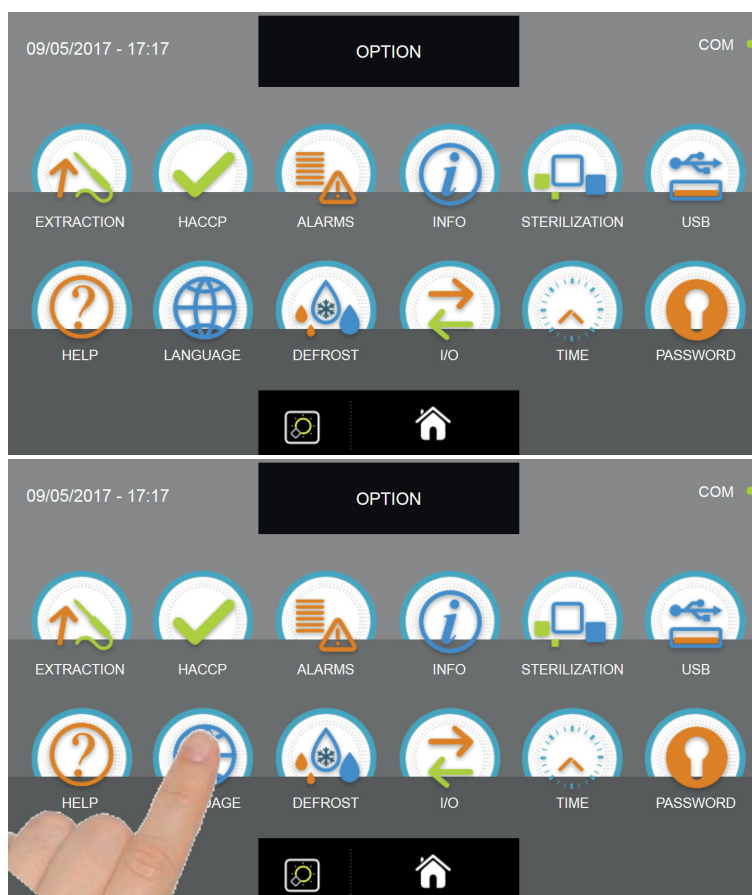 09/05/2017 - 17:17 OPTION COM
EXTRACTION HACCP ALARMS INFO STERILIZATION USB
HELP LANGUAGE DEFROST I/O TIME PASSWORD
09/05/2017 - 17:17 OPTION COM
EXTRACTION HACCP ALARMS INFO STERILIZATION USB
HELP UAGE DEFROST I/O TIME PASSWORD